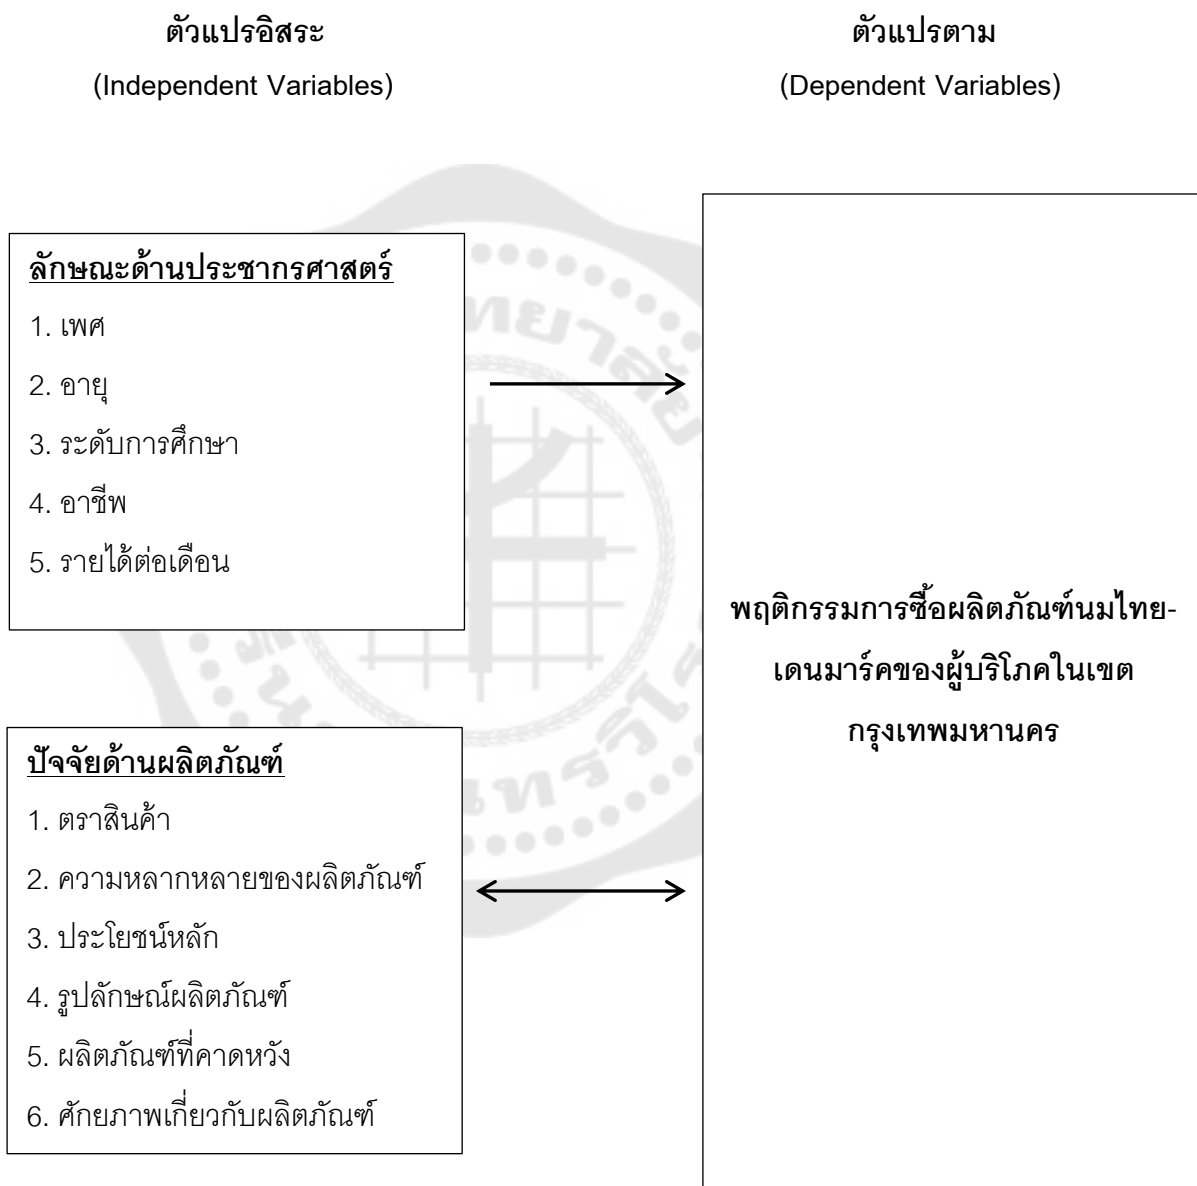 ตัวแปรอิสระ
(Independent Variables)
ตัวแปรตาม
(Dependent Variables)
ลักษณะด้านประชากรศาสตร์
1. เพศ
2. อายุ
3. ระดับการศึกษา
4. อาชีพ
5. รายได้ต่อเดือน
ปัจจัยด้านผลิตภัณฑ์
1. ตราสินค้า
2. ความหลากหลายของผลิตภัณฑ์
3. ประโยชน์หลัก
4. รูปลักษณ์ผลิตภัณฑ์
5. ผลิตภัณฑ์ที่คาดหวัง
6. ศักยภาพเกี่ยวกับผลิตภัณฑ์
พฤติกรรมการซื้อผลิตภัณฑ์นมไทย-
เดนมาร์คของผู้บริโภคในเขต
กรุงเทพมหานคร